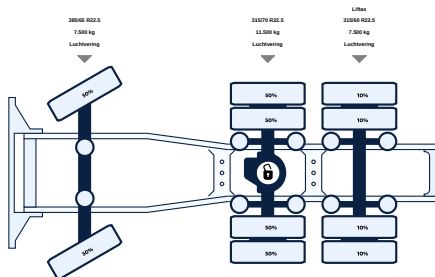 385/65 R22.5
7.500 kg
Luchtvering
315/70 R22.5
11.500 kg
Luchtvering
Liftas
315/60 R22.5
7.500 kg
Luchtvering
50%
50%
10%
50%
10%
50%
50%
10%
50%
10%